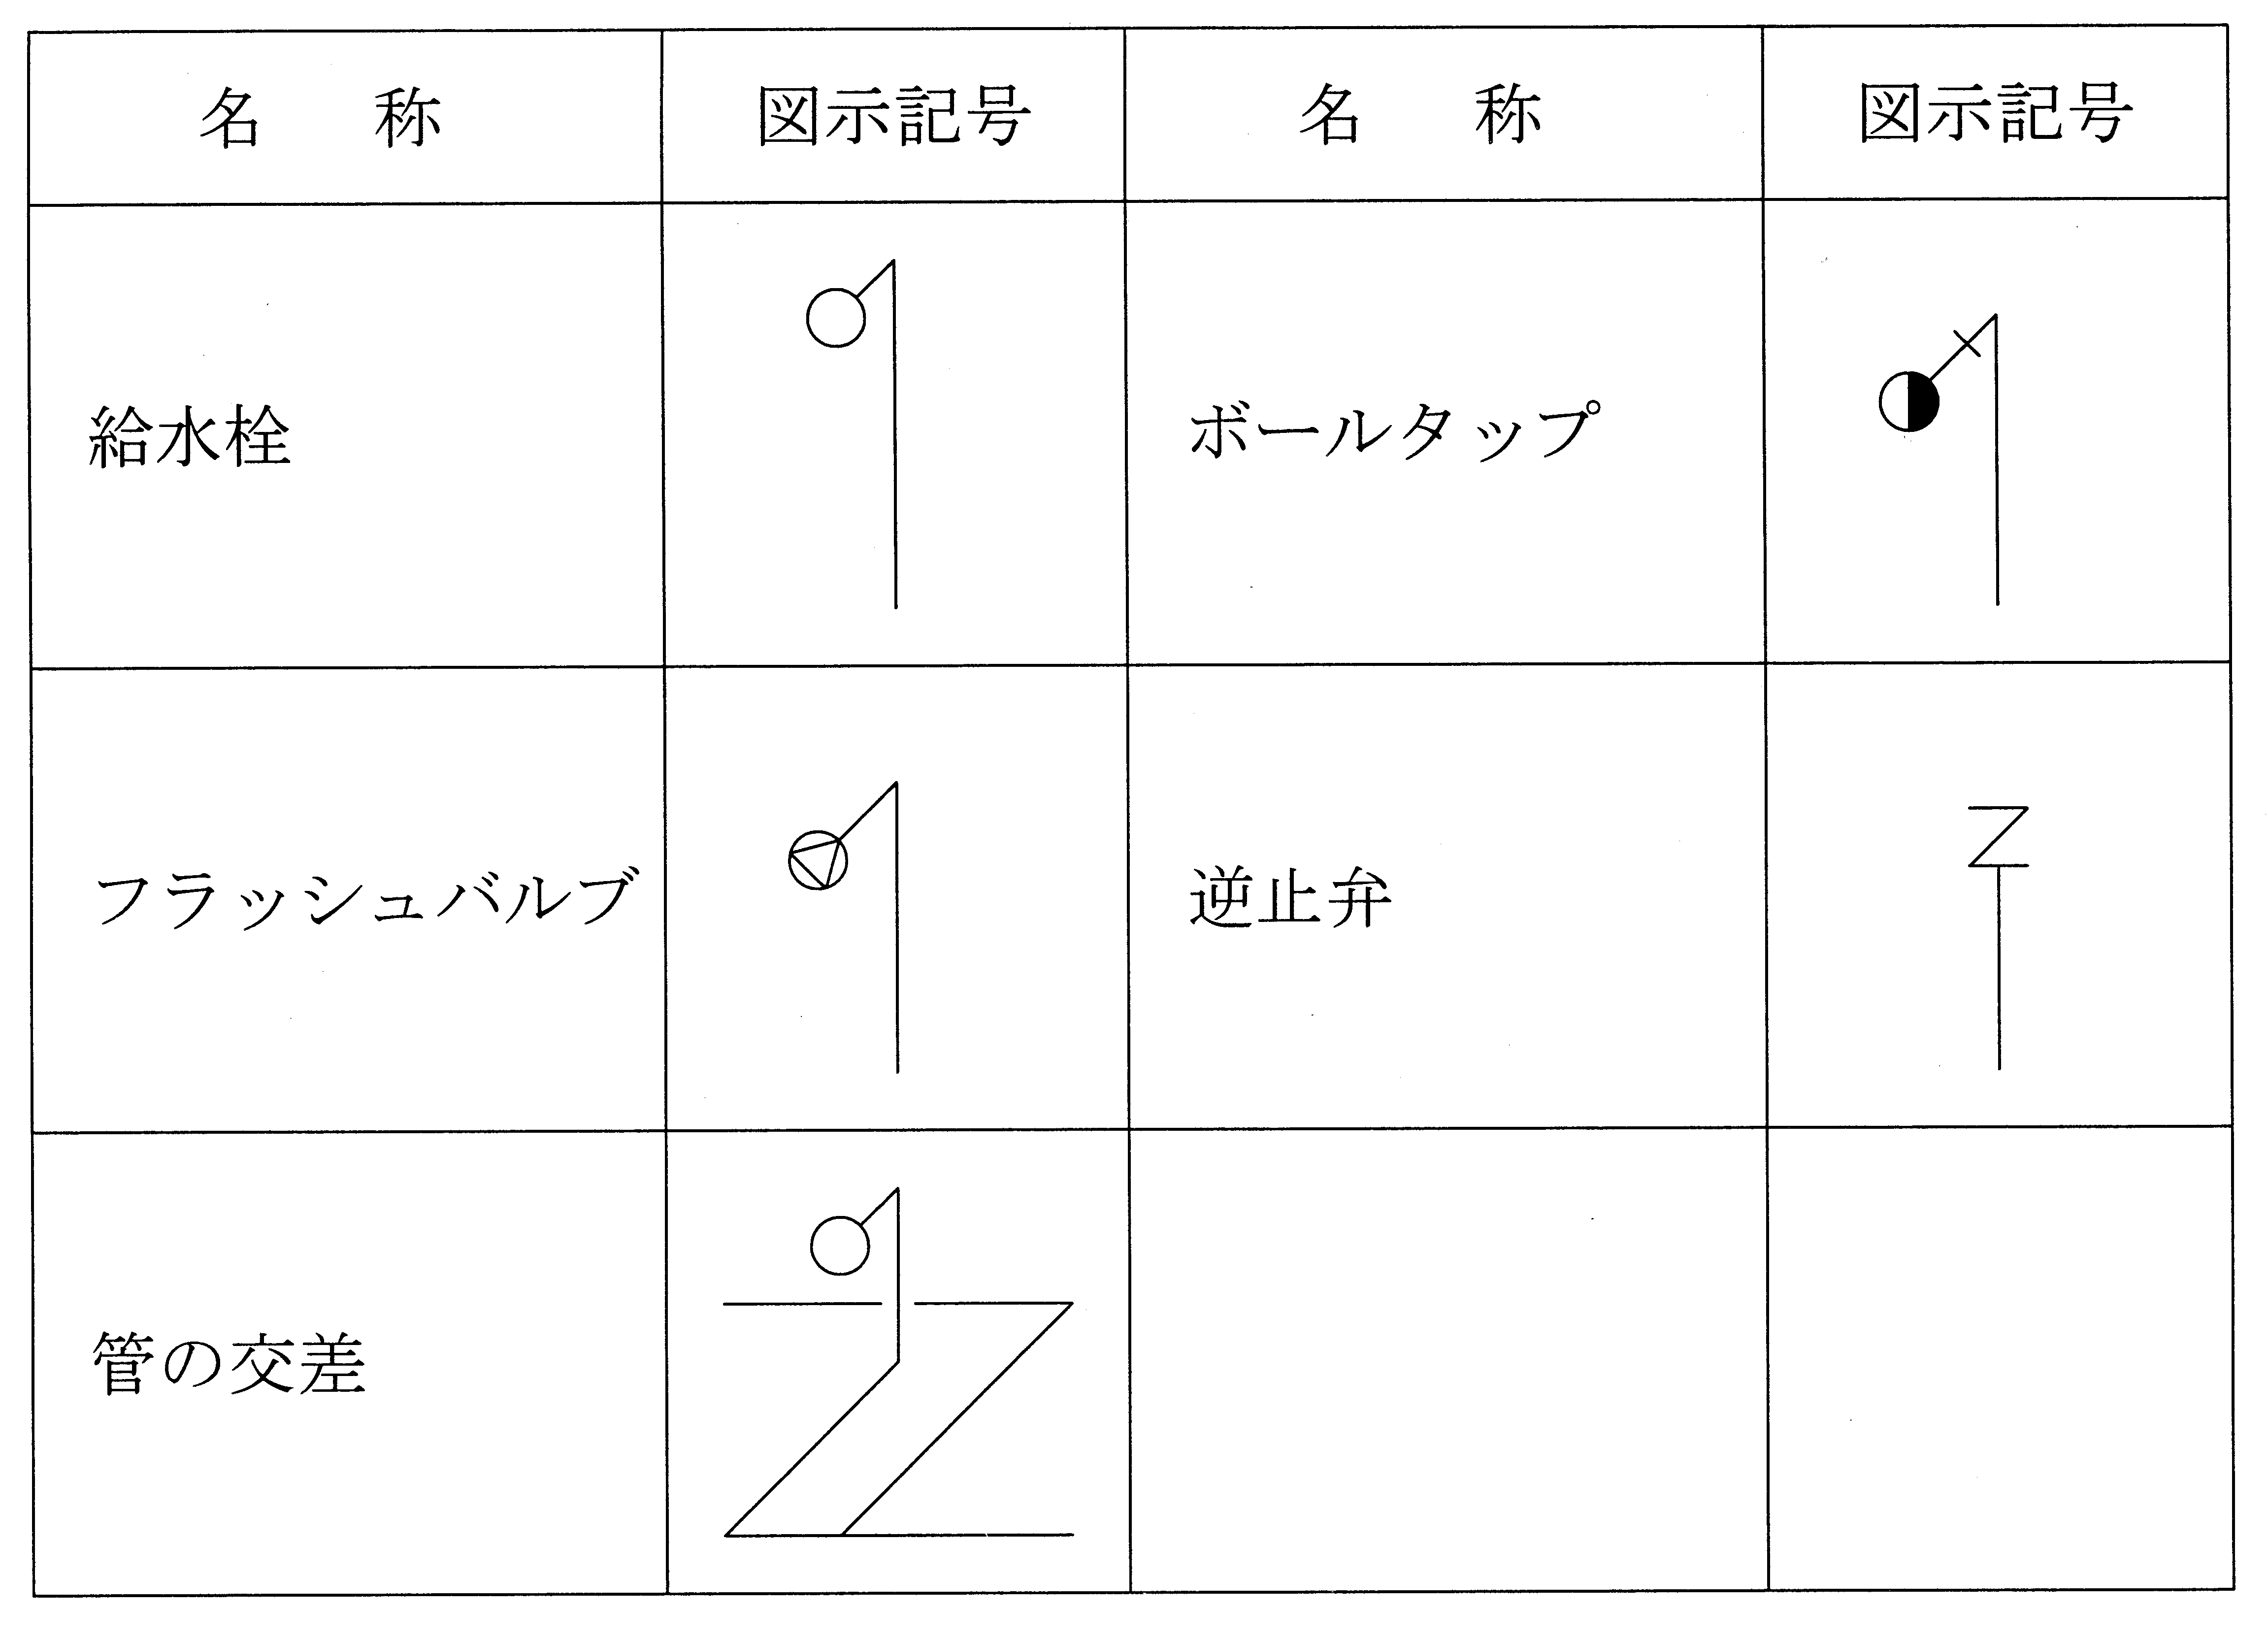 名　　称　図示記号　名　　称　図示記号
給水栓　ボールタップ
フラッシュバルブ　逆止弁
管の交差